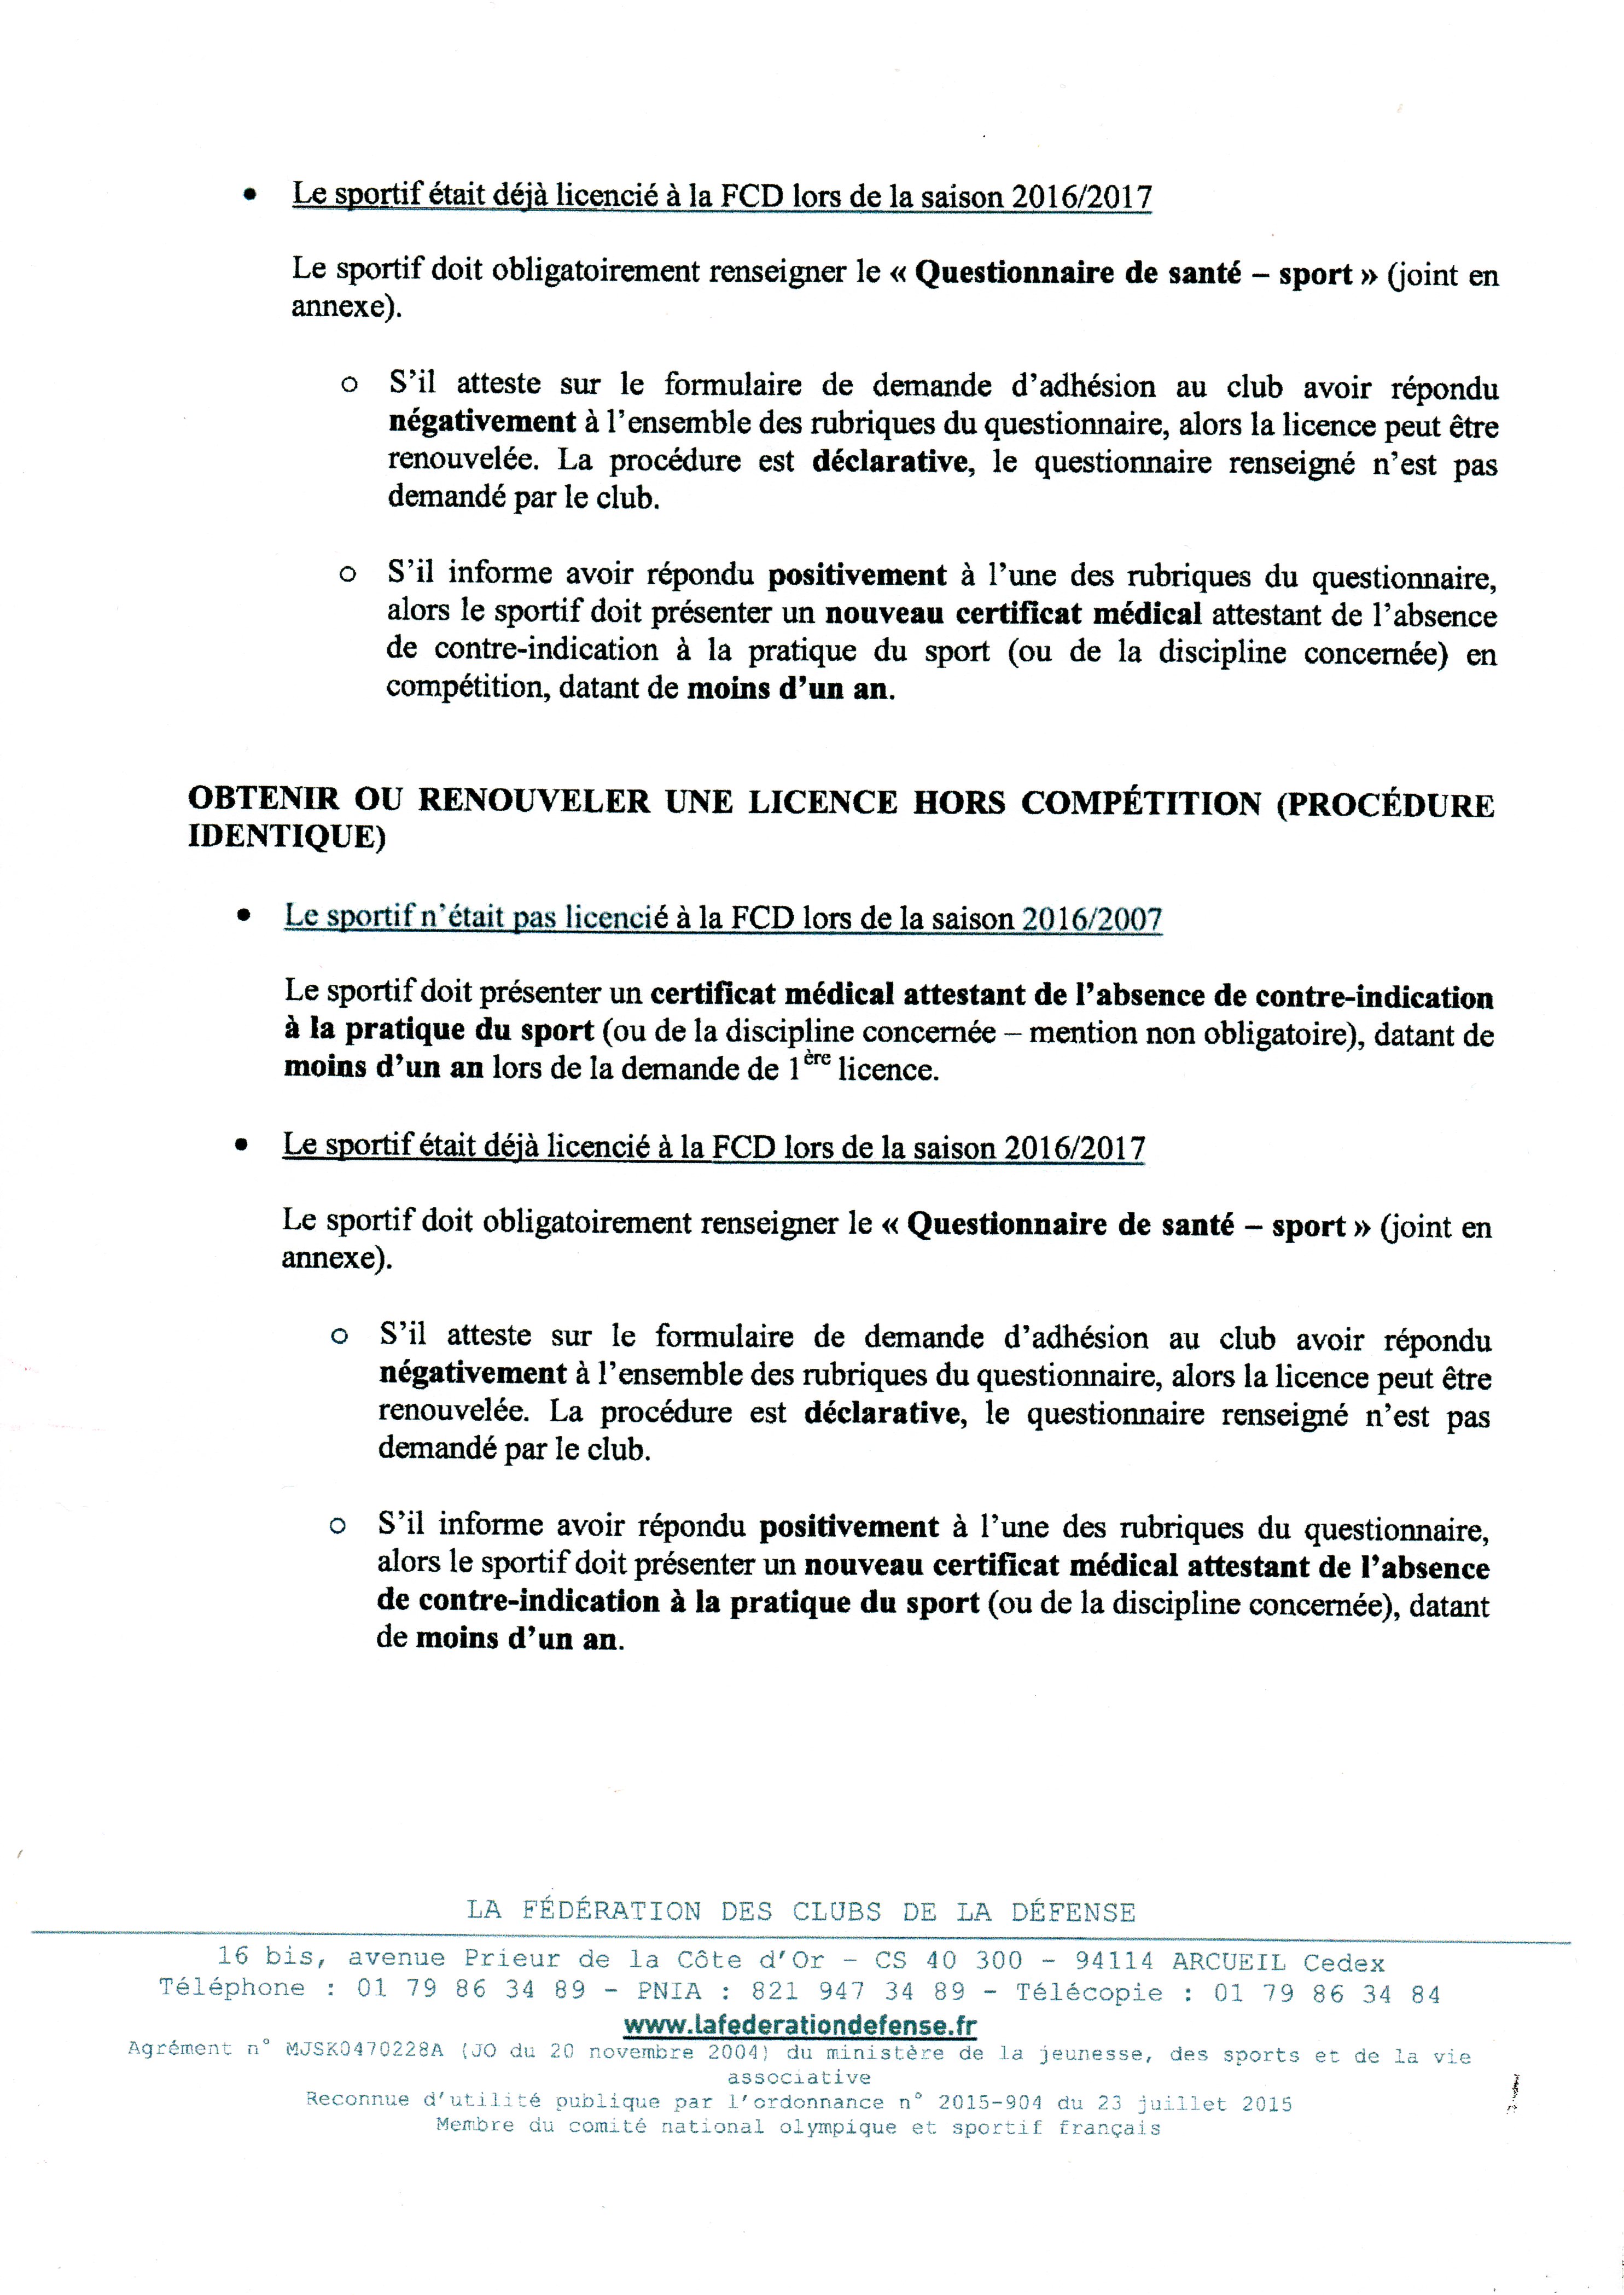 • Le sportif était déjà licencié à la FCD lors de la saison 2016/2017
Le sportif doit obligatoirement renseigner le « Questionnaire de santé – sport » (joint en
annexe).
o S’il atteste sur le formulaire de demande d’adhésion au club avoir répondu
négativement à l’ensemble des rubriques du questionnaire, alors la licence peut être
renouvelée. La procédure est déclarative, le questionnaire renseigné n’est pas
demandé par le club.
o S’il informe avoir répondu positivement à l’une des rubriques du questionnaire,
alors le sportif doit présenter un nouveau certificat médical attestant de l’absence
de contre-indication à la pratique du sport (ou de la discipline concernée) en
compétition, datant de moins d’un an.
OBTENIR OU RENOUVELER UNE LICENCE HORS COMPÉTITION (PROCÉDURE
IDENTIQUE)
• Le sportif n’était pas licencié à la FCD lors de la saison 2016/2007
Le sportif doit présenter un certificat médical attestant de l’absence de contre-indication
à la pratique du sport (ou de la discipline concernée – mention non obligatoire), datant de
moins d’un an lors de la demande de 1ère licence.
• Le sportif était déjà licencié à la FCD lors de la saison 2016/2017
Le sportif doit obligatoirement renseigner le « Questionnaire de santé – sport » (joint en
annexe).
o S’il atteste sur le formulaire de demande d’adhésion au club avoir répondu
négativement à l’ensemble des rubriques du questionnaire, alors la licence peut être
renouvelée. La procédure est déclarative, le questionnaire renseigné n’est pas
demandé par le club.
o S’il informe avoir répondu positivement à l’une des rubriques du questionnaire,
alors le sportif doit présenter un nouveau certificat médical attestant de l’absence
de contre-indication à la pratique du sport (ou de la discipline concernée), datant
de moins d’un an.
LA FÉDÉRATION DES CLUBS DE LA DÉFENSE
16 bis, avenue Prieur de la Côte d’Or – CS 40 300 – 94114 ARCUEIL Cedex
Téléphone : 01 79 86 34 89 – PNIA : 821 947 34 89 – Télécopie : 01 79 86 34 84
www.lafederationdefense.fr
Agrément n° MJSK0470228A (JO du 20 novembre 2004) du ministère de la jeunesse, des sports et de la vie
associative
Reconnue d’utilité publique par l’ordonnance n° 2015-904 du 23 juillet 2015
Membre du comité national olympique et sportif français